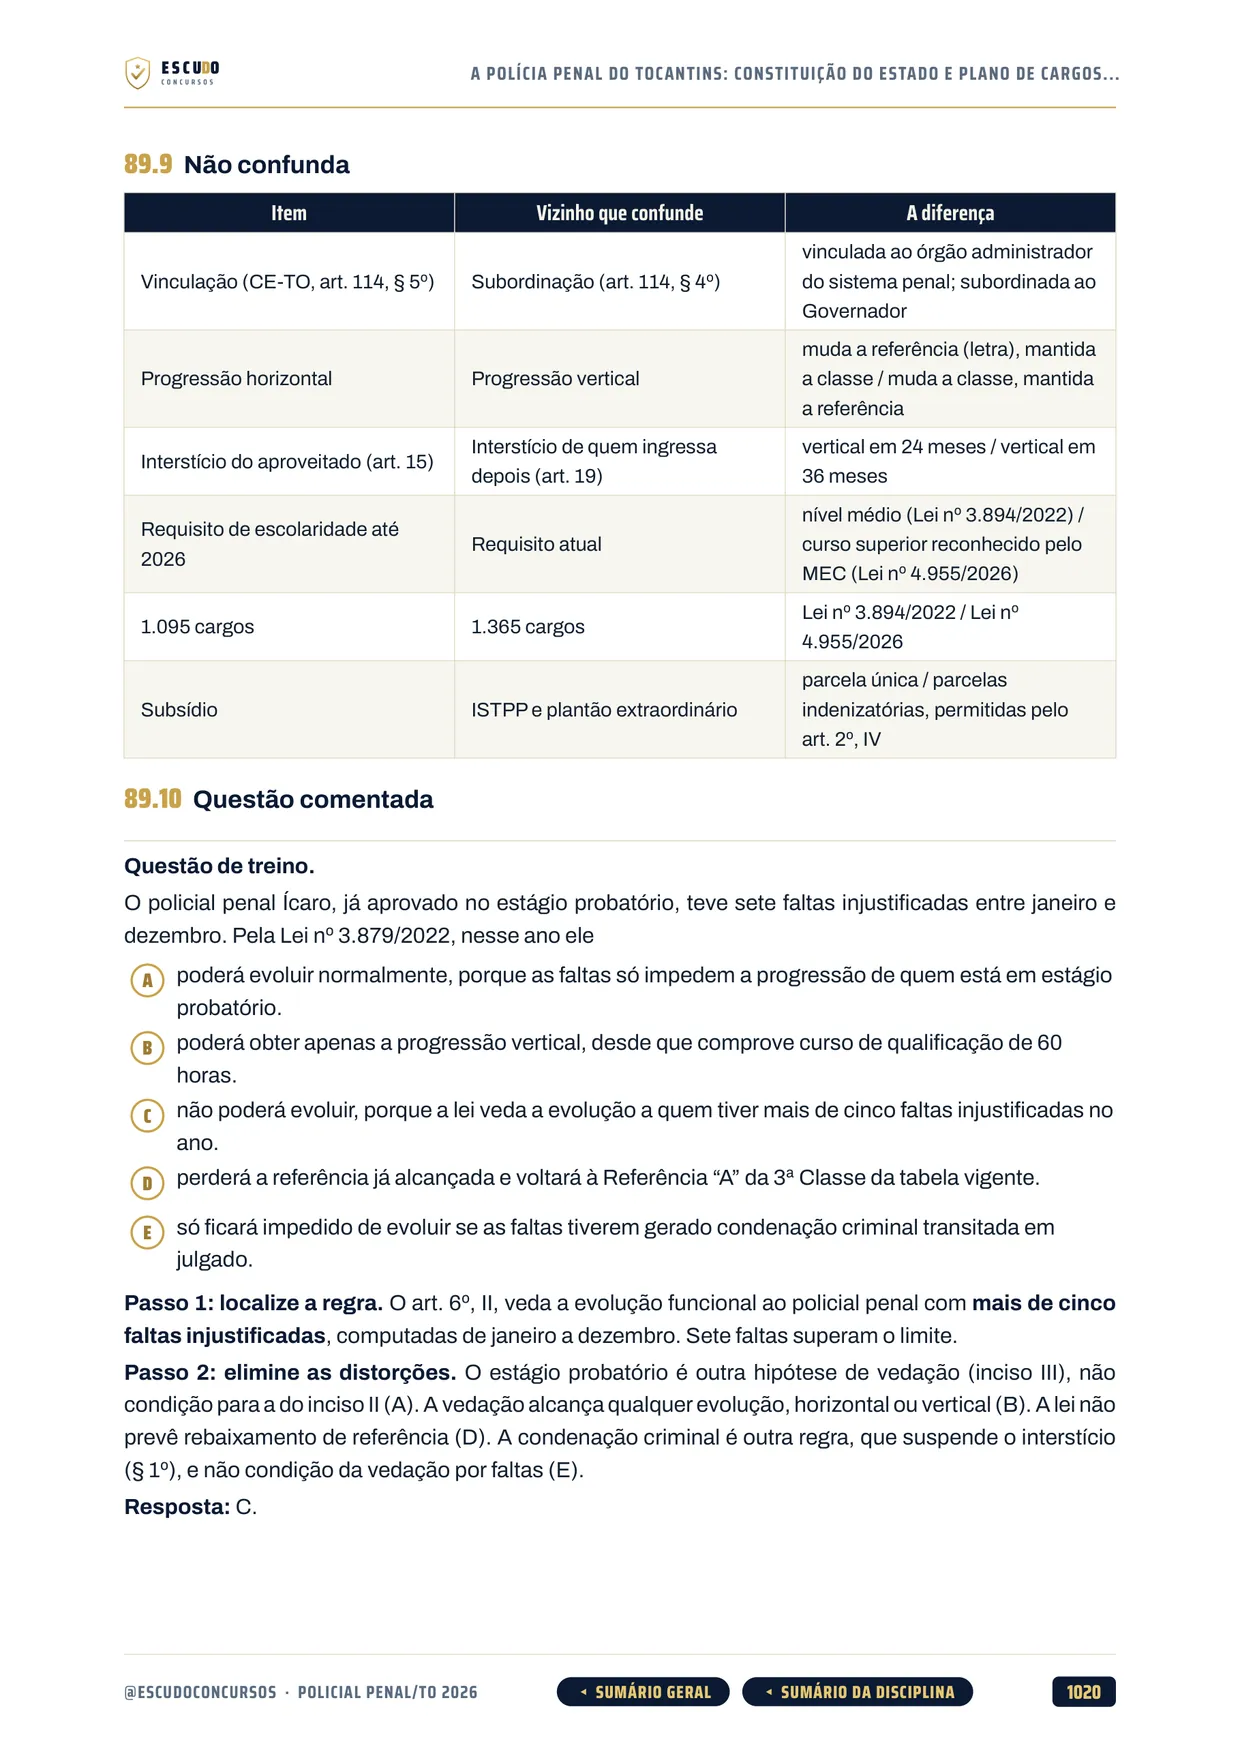 ESCUDO
CONCURSOS
A POLÍCIA PENAL DO TOCANTINS: CONSTITUIÇÃO DO ESTADO E PLANO DE CARGOS...
89.9 Não confunda
Item
Vizinho que confunde
A diferença
Vinculação (CE-TO, art. 114, § 5º)
Subordinação (art. 114, § 4º)
vinculada ao órgão administrador
do sistema penal; subordinada ao
Governador
Progressão horizontal
Progressão vertical
muda a referência (letra), mantida
a classe / muda a classe, mantida
a referência
Interstício do aproveitado (art. 15)
Interstício de quem ingressa
depois (art. 19)
vertical em 24 meses / vertical em
36 meses
Requisito de escolaridade até
2026
Requisito atual
nível médio (Lei nº 3.894/2022) /
curso superior reconhecido pelo
MEC (Lei nº 4.955/2026)
1.095 cargos
1.365 cargos
Lei nº 3.894/2022 / Lei nº
4.955/2026
Subsídio
ISTPP e plantão extraordinário
parcela única / parcelas
indenizatórias, permitidas pelo
art. 2º, IV
89.10 Questão comentada
Questão de treino.
O policial penal Ícaro, já aprovado no estágio probatório, teve sete faltas injustificadas entre janeiro e
dezembro. Pela Lei nº 3.879/2022, nesse ano ele
A poderá evoluir normalmente, porque as faltas só impedem a progressão de quem está em estágio
probatório.
B poderá obter apenas a progressão vertical, desde que comprove curso de qualificação de 60
horas.
C não poderá evoluir, porque a lei veda a evolução a quem tiver mais de cinco faltas injustificadas no
ano.
D perderá a referência já alcançada e voltará à Referência “A” da 3ª Classe da tabela vigente.
E só ficará impedido de evoluir se as faltas tiverem gerado condenação criminal transitada em
julgado.
Passo 1: localize a regra. O art. 6º, II, veda a evolução funcional ao policial penal com mais de cinco
faltas injustificadas, computadas de janeiro a dezembro. Sete faltas superam o limite.
Passo 2: elimine as distorções. O estágio probatório é outra hipótese de vedação (inciso III), não
condição para a do inciso II (A). A vedação alcança qualquer evolução, horizontal ou vertical (B). A lei não
prevê rebaixamento de referência (D). A condenação criminal é outra regra, que suspende o interstício
(§ 1º), e não condição da vedação por faltas (E).
Resposta: C.
@ESCUDOCONCURSOS · POLICIAL PENAL/TO 2026
SUMÁRIO GERAL
SUMÁRIO DA DISCIPLINA
1020